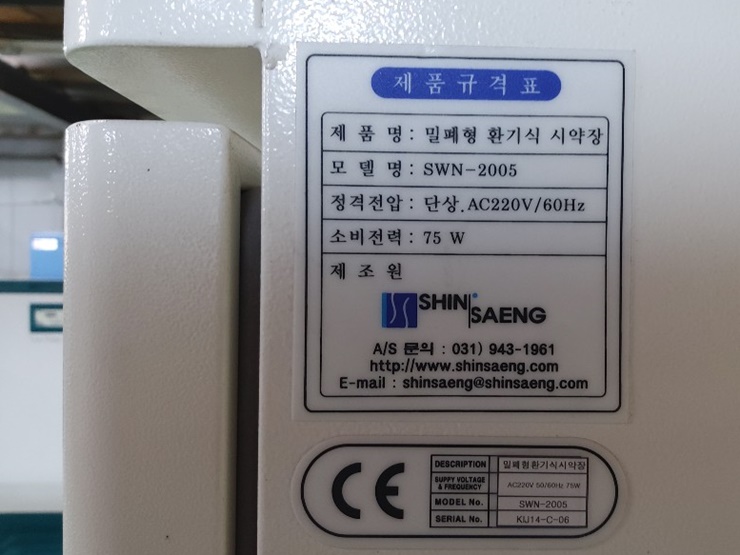 제품규격표
제 품 명 : 밀폐형 환기식 시약장
모 델 명 : SWN-2005
정격전압 : 단상. AC220V/60Hz
소비전력 : 75 W
제 조 원
SHIN SAENG
A/S 문의 : 031) 943-1961
http://www.shinsaeng.com
E-mail : shinsaeng@shinsaeng.com
CE
DESCRIPTION 밀폐형환기식시약장
SUPPY VOLTAGE & FREQUENCY AC220V 50/60Hz 75W
MODEL No. SWN-2005
SERIAL No. KIJ14-C-06